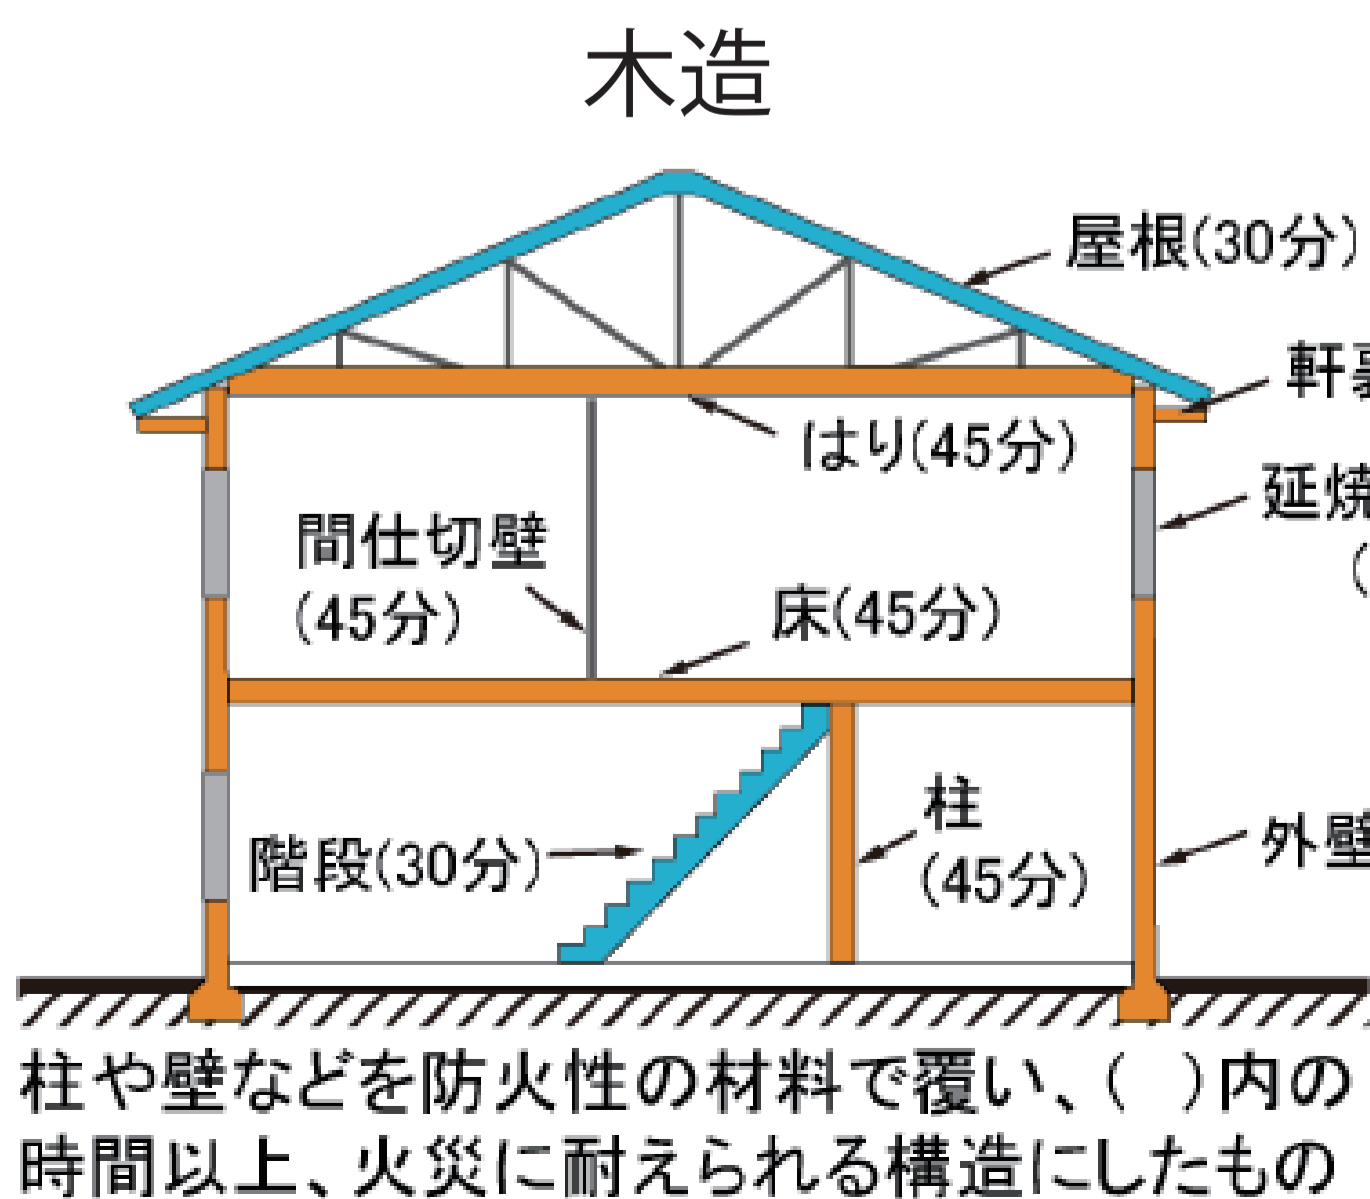 木造
屋根(30分)
軒裏
はり(45分)
延焼
(
間仕切壁
(45分)
床(45分)
柱
(45分)
外壁
階段(30分)
柱や壁などを防火性の材料で覆い、(　)内の
時間以上、火災に耐えられる構造にしたもの